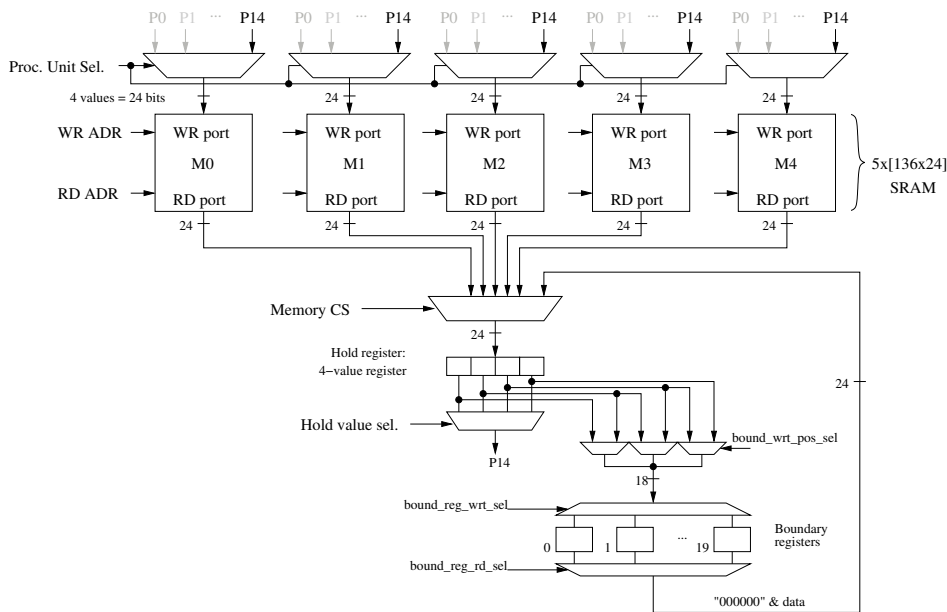 P0 P1 ... P14 P0 P1 ... P14 P0 P1 ... P14 P0 P1 ... P14 P0 P1 ... P14
Proc. Unit Sel.
4 values = 24 bits 24 24 24 24
WR ADR WR port WR port WR port WR port WR port
M0 M1 M2 M3 M4 5x[136x24]
SRAM
RD ADR RD port RD port RD port RD port RD port
24 24 24 24 24
Memory CS
24
Hold register:
4−value register
24
Hold value sel.
bound_wrt_pos_sel
P14
18
bound_reg_wrt_sel
Boundary
registers
0 1 ... 19
bound_reg_rd_sel
"000000" & data